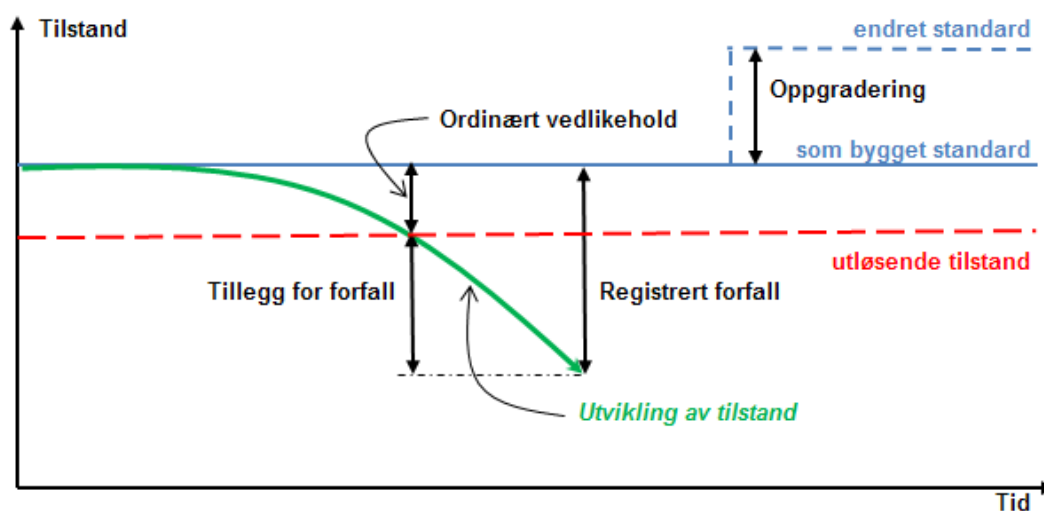 Tilstand
endret standard
Oppgradering
Ordinært vedlikehold
som bygget standard
utløsende tilstand
Tillegg for forfall
Registrert forfall
Utvikling av tilstand
Tid